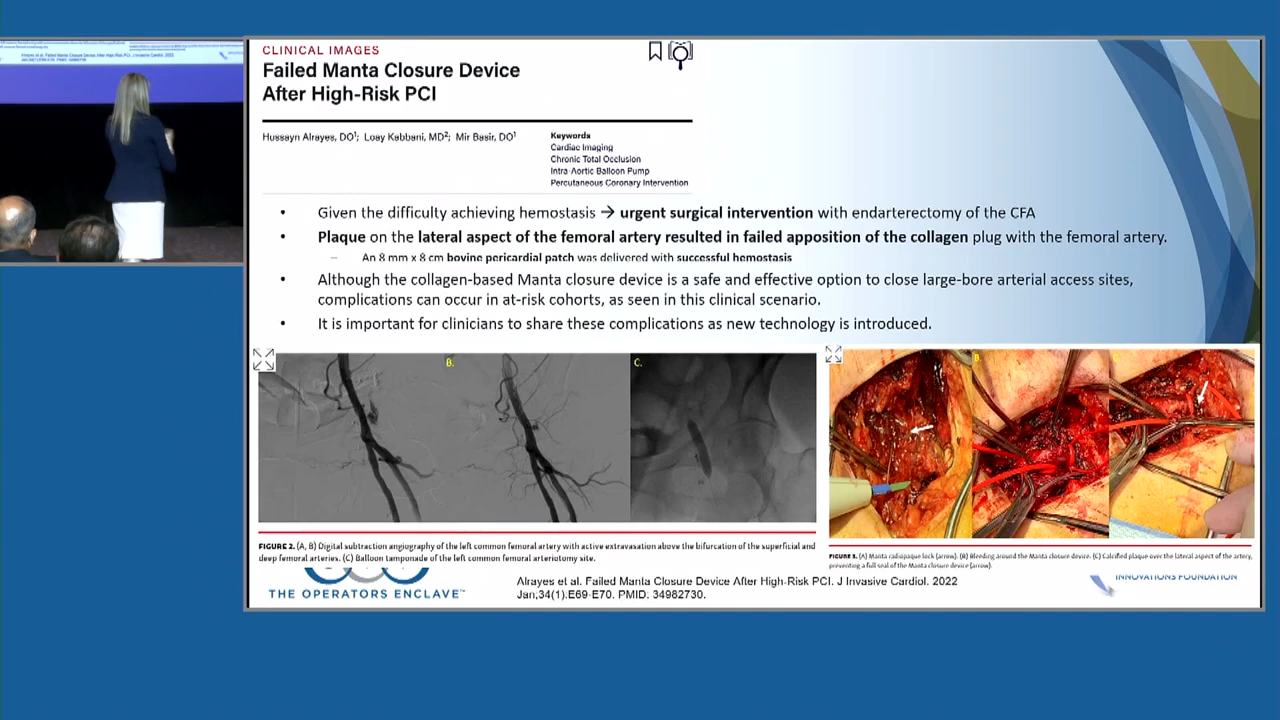 CLINICAL IMAGES
Failed Manta Closure Device
After High-Risk PCI
Hussayn Alrayes, DO¹; Loay Kabbani, MD²; Mir Basir, DO¹
Keywords
Cardiac Imaging
Chronic Total Occlusion
Intra-Aortic Balloon Pump
Percutaneous Coronary Intervention
• Given the difficulty achieving hemostasis → urgent surgical intervention with endarterectomy of the CFA
• Plaque on the lateral aspect of the femoral artery resulted in failed apposition of the collagen plug with the femoral artery.
– An 8 mm x 8 cm bovine pericardial patch was delivered with successful hemostasis
• Although the collagen-based Manta closure device is a safe and effective option to close large-bore arterial access sites,
complications can occur in at-risk cohorts, as seen in this clinical scenario.
• It is important for clinicians to share these complications as new technology is introduced.
B.
C.
B.
FIGURE 2. (A, B) Digital subtraction angiography of the left common femoral artery with active extravasation above the bifurcation of the superficial and
deep femoral arteries. (C) Balloon tamponade of the left common femoral arteriotomy site.
FIGURE 3. (A) Manta radiopaque lock (arrow). (B) Bleeding around the Manta closure device. (C) Calcified plaque over the lateral aspect of the artery,
preventing a full seal of the Manta closure device (arrow).
THE OPERATORS ENCLAVE™
Alrayes et al. Failed Manta Closure Device After High-Risk PCI. J Invasive Cardiol. 2022
Jan;34(1).E69-E70. PMID: 34982730.
INNOVATIONS FOUNDATION